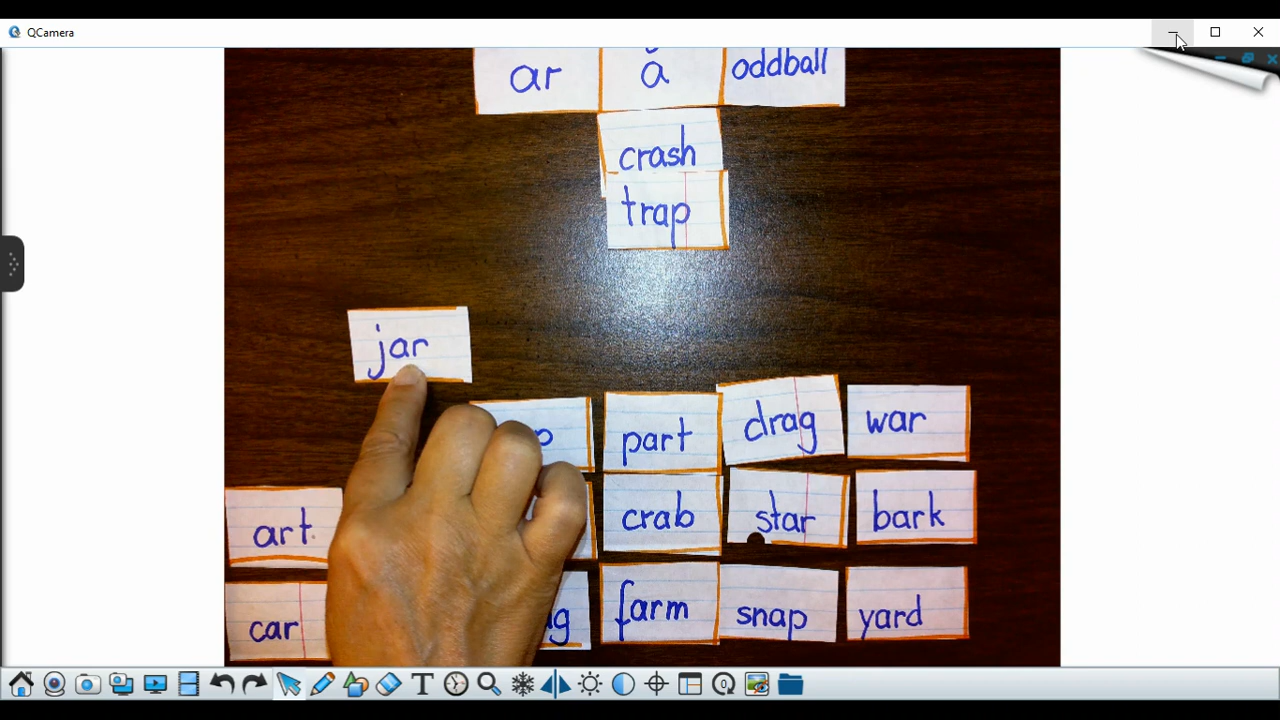 QCamera
ar ă oddball
crash
trap
jar
part drag war
art crab star bark
car farm snap yard